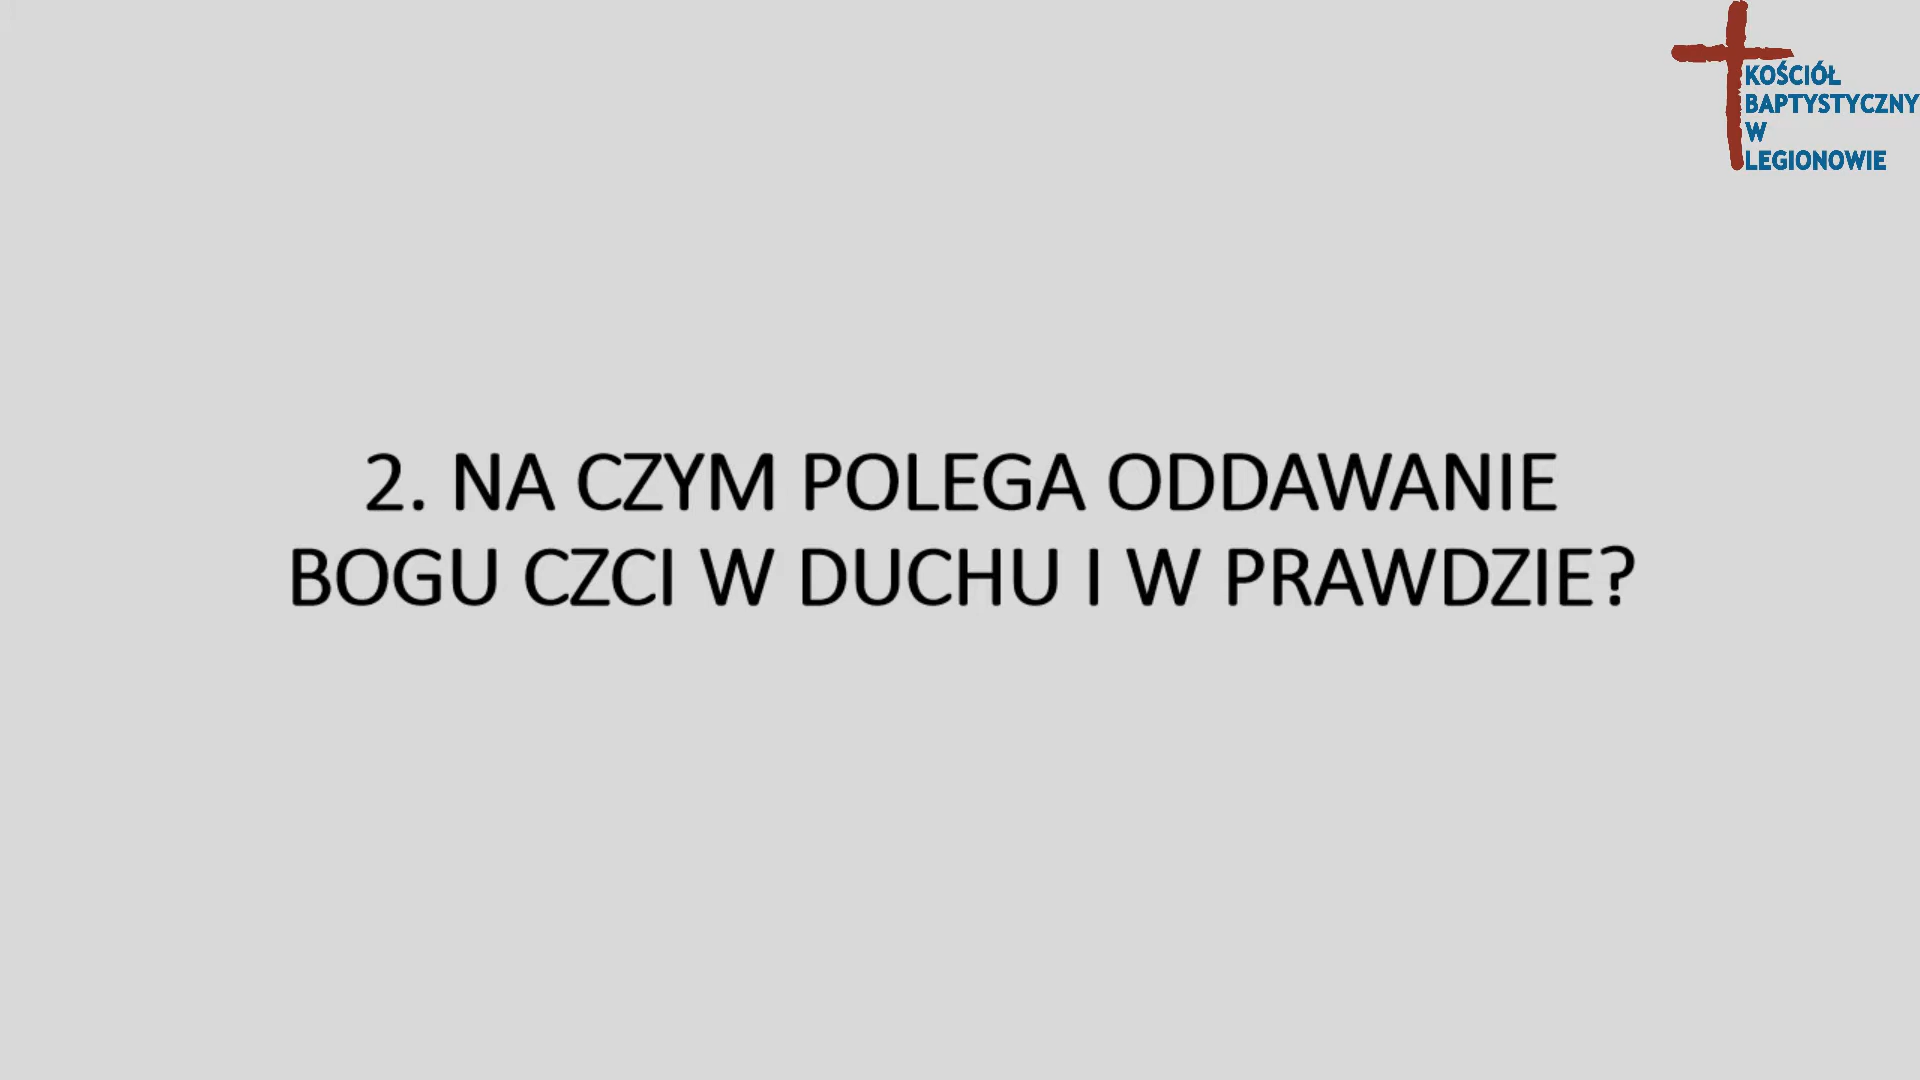 KOŚCIÓŁ
BAPTYSTYCZNY
W
LEGIONOWIE
2. NA CZYM POLEGA ODDAWANIE
BOGU CZCI W DUCHU I W PRAWDZIE?